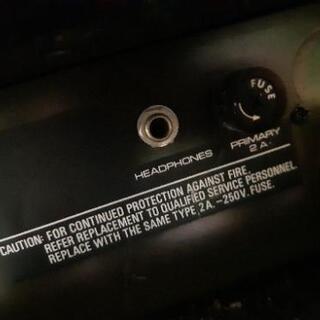 FUSE
HEADPHONES
PRIMARY
2 A.
CAUTION: FOR CONTINUED PROTECTION AGAINST FIRE,
REFER REPLACEMENT TO QUALIFIED SERVICE PERSONNEL
REPLACE WITH THE SAME TYPE, 2A.-250V. FUSE.